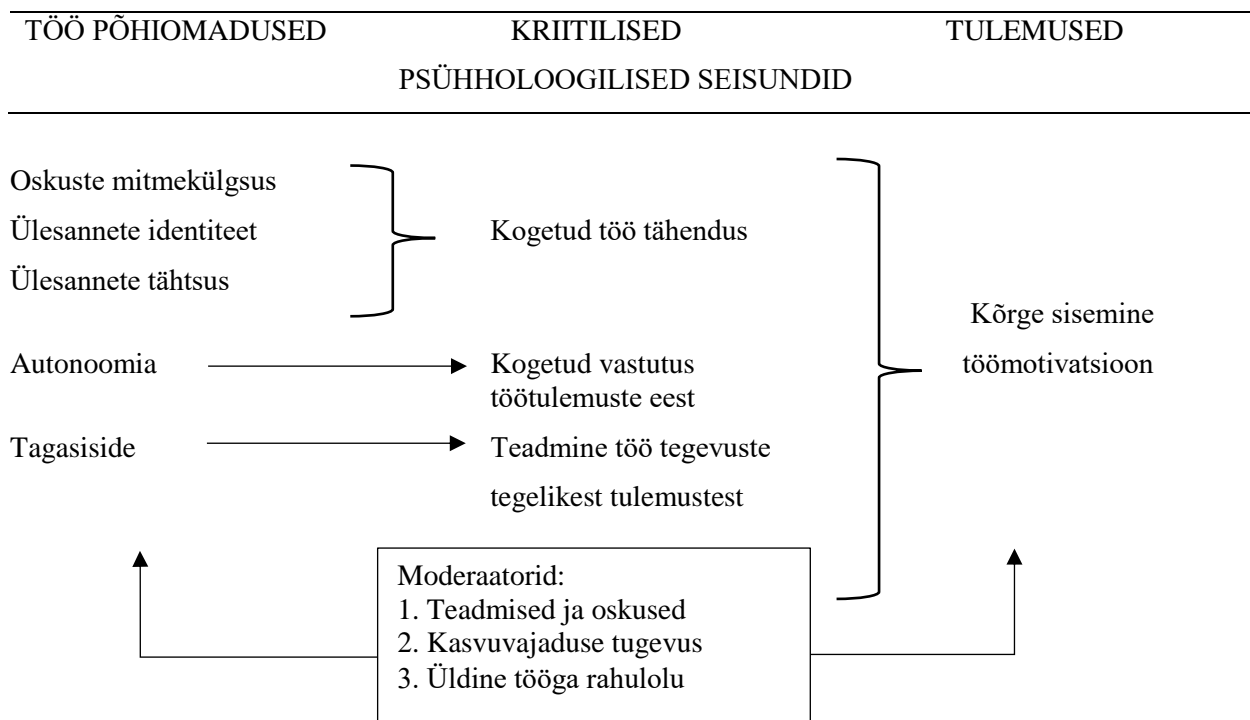 TÖÖ PÕHIOMADUSED KRIITILISED TULEMUSED
PSÜHHOLOOGILISED SEISUNDID
Oskuste mitmekülgsus
Ülesannete identiteet
Ülesannete tähtsus
Kogetud töö tähendus
Autonoomia
Kogetud vastutus
töötulemuste eest
Tagasiside
Teadmine töö tegevuste
tegelikest tulemustest
Kõrge sisemine
töömotivatsioon
Moderaatorid:
1. Teadmised ja oskused
2. Kasvuvajaduse tugevus
3. Üldine tööga rahulolu